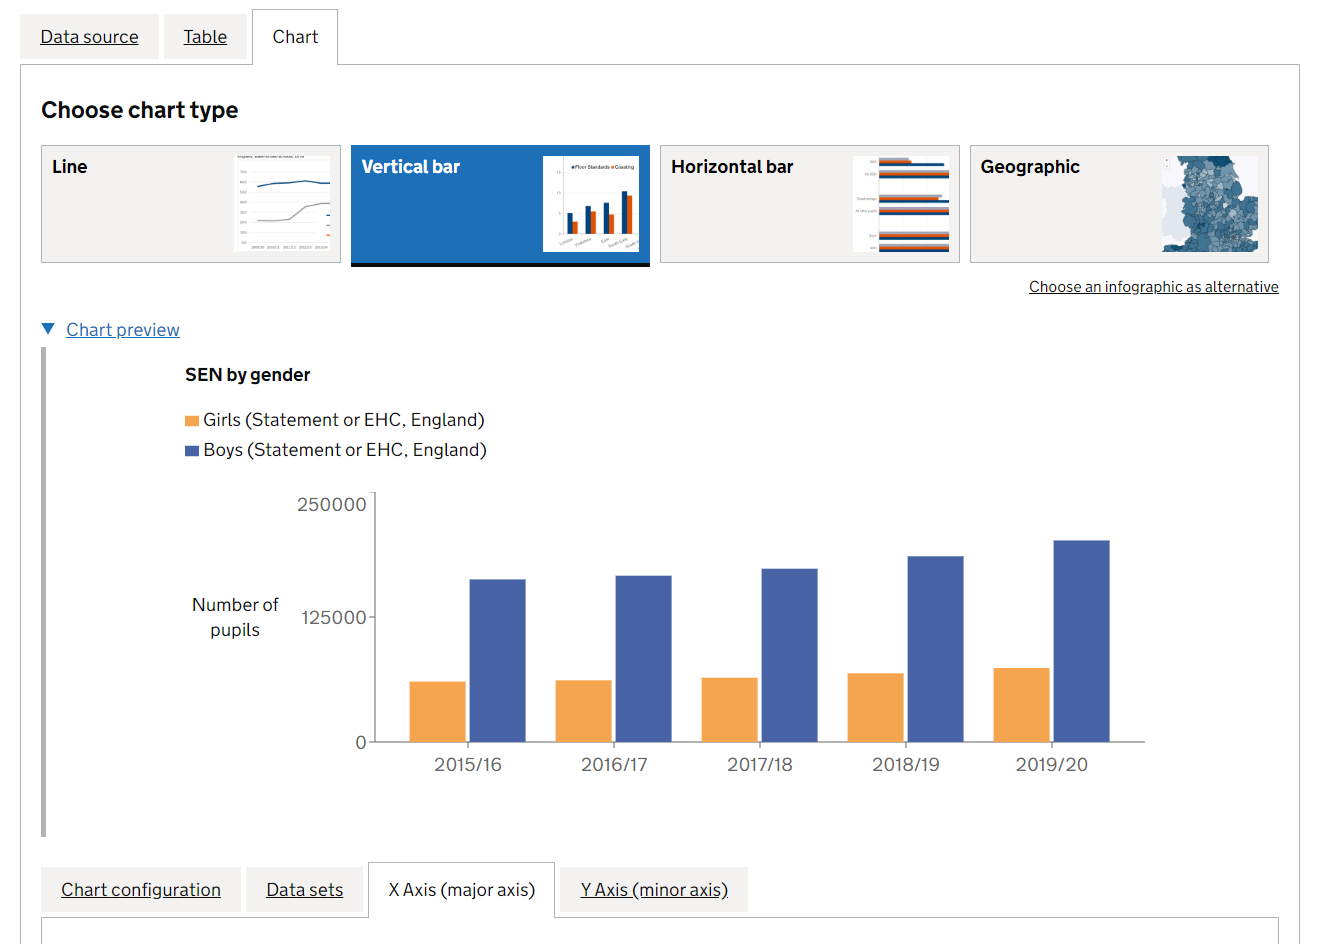 Data source
Table
Chart
Choose chart type
Line
Vertical bar
Floor Standards
Coasting
Horizontal bar
Geographic
Choose an infographic as alternative
Chart preview
SEN by gender
Girls (Statement or EHC, England)
Boys (Statement or EHC, England)
250000
Number of
pupils
125000
0
2015/16
2016/17
2017/18
2018/19
2019/20
Chart configuration
Data sets
X Axis (major axis)
Y Axis (minor axis)